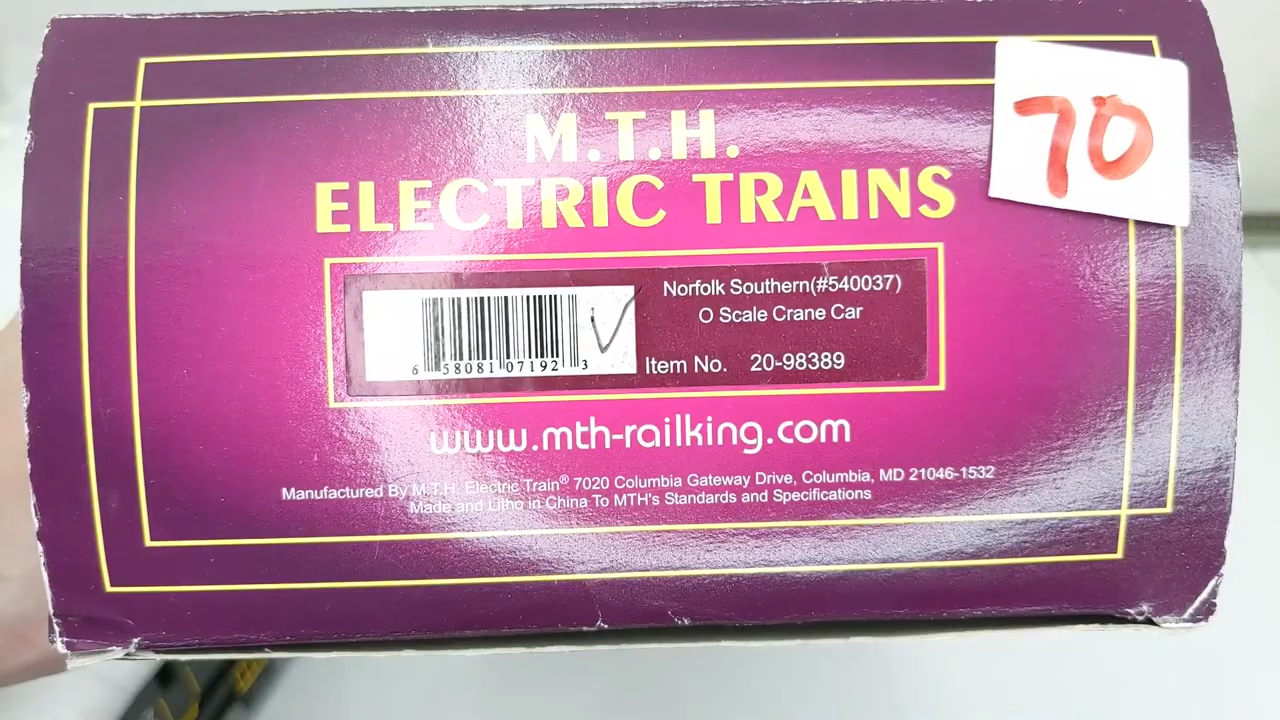 70
M.T.H.
ELECTRIC TRAINS
Norfolk Southern(#540037)
O Scale Crane Car
6 58081 07192 3
Item No. 20-98389
www.mth-railking.com
Manufactured By M.T.H. Electric Train® 7020 Columbia Gateway Drive, Columbia, MD 21046-1532
Made and Litho in China To MTH's Standards and Specifications